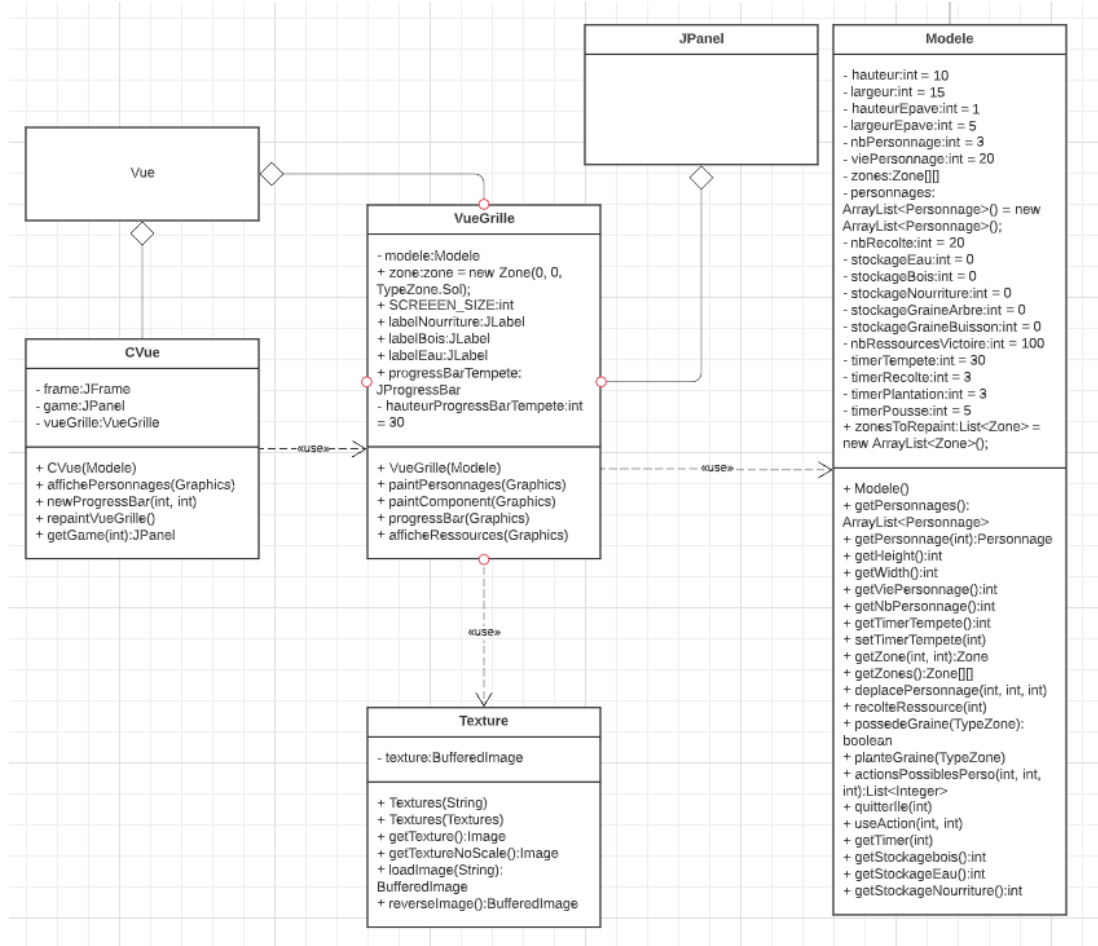 Vue
CVue
- frame:JFrame
- game:JPanel
- vueGrille:VueGrille
+ CVue(Modele)
+ affichePersonnages(Graphics)
+ newProgressBar(int, int)
+ repaintVueGrille()
+ getGame(int):JPanel
«use»
VueGrille
- modele:Modele
+ zone:zone = new Zone(0, 0,
TypeZone.Sol);
+ SCREEEN_SIZE:int
+ labelNourriture:JLabel
+ labelBois:JLabel
+ labelEau:JLabel
+ progressBarTempete:
JProgressBar
- hauteurProgressBarTempete:int
= 30
+ VueGrille(Modele)
+ paintPersonnages(Graphics)
+ paintComponent(Graphics)
+ progressBar(Graphics)
+ afficheRessources(Graphics)
«use»
Texture
- texture:BufferedImage
+ Textures(String)
+ Textures(Textures)
+ getTexture():Image
+ getTextureNoScale():Image
+ loadImage(String):
BufferedImage
+ reverseImage():BufferedImage
JPanel
«use»
Modele
- hauteur:int = 10
- largeur:int = 15
- hauteurEpave:int = 1
- largeurEpave:int = 5
- nbPersonnage:int = 3
- viePersonnage:int = 20
- zones:Zone[][]
- personnages:
ArrayList<Personnage>() = new
ArrayList<Personnage>();
- nbRecolte:int = 20
- stockageEau:int = 0
- stockageBois:int = 0
- stockageNourriture:int = 0
- stockageGraineArbre:int = 0
- stockageGraineBuisson:int = 0
- nbRessourcesVictoire:int = 100
- timerTempete:int = 30
- timerRecolte:int = 3
- timerPlantation:int = 3
- timerPousse:int = 5
+ zonesToRepaint:List<Zone> =
new ArrayList<Zone>();
+ Modele()
+ getPersonnages():
ArrayList<Personnage>
+ getPersonnage(int):Personnage
+ getHeight():int
+ getWidth():int
+ getViePersonnage():int
+ getNbPersonnage():int
+ getTimerTempete():int
+ setTimerTempete(int)
+ getZone(int, int):Zone
+ getZones():Zone[][]
+ deplacePersonnage(int, int, int)
+ recolteRessource(int)
+ possedeGraine(TypeZone):
boolean
+ planteGraine(TypeZone)
+ actionsPossiblesPerso(int, int,
int):List<Integer>
+ quitterIle(int)
+ useAction(int, int)
+ getTimer(int)
+ getStockagebois():int
+ getStockageEau():int
+ getStockageNourriture():int